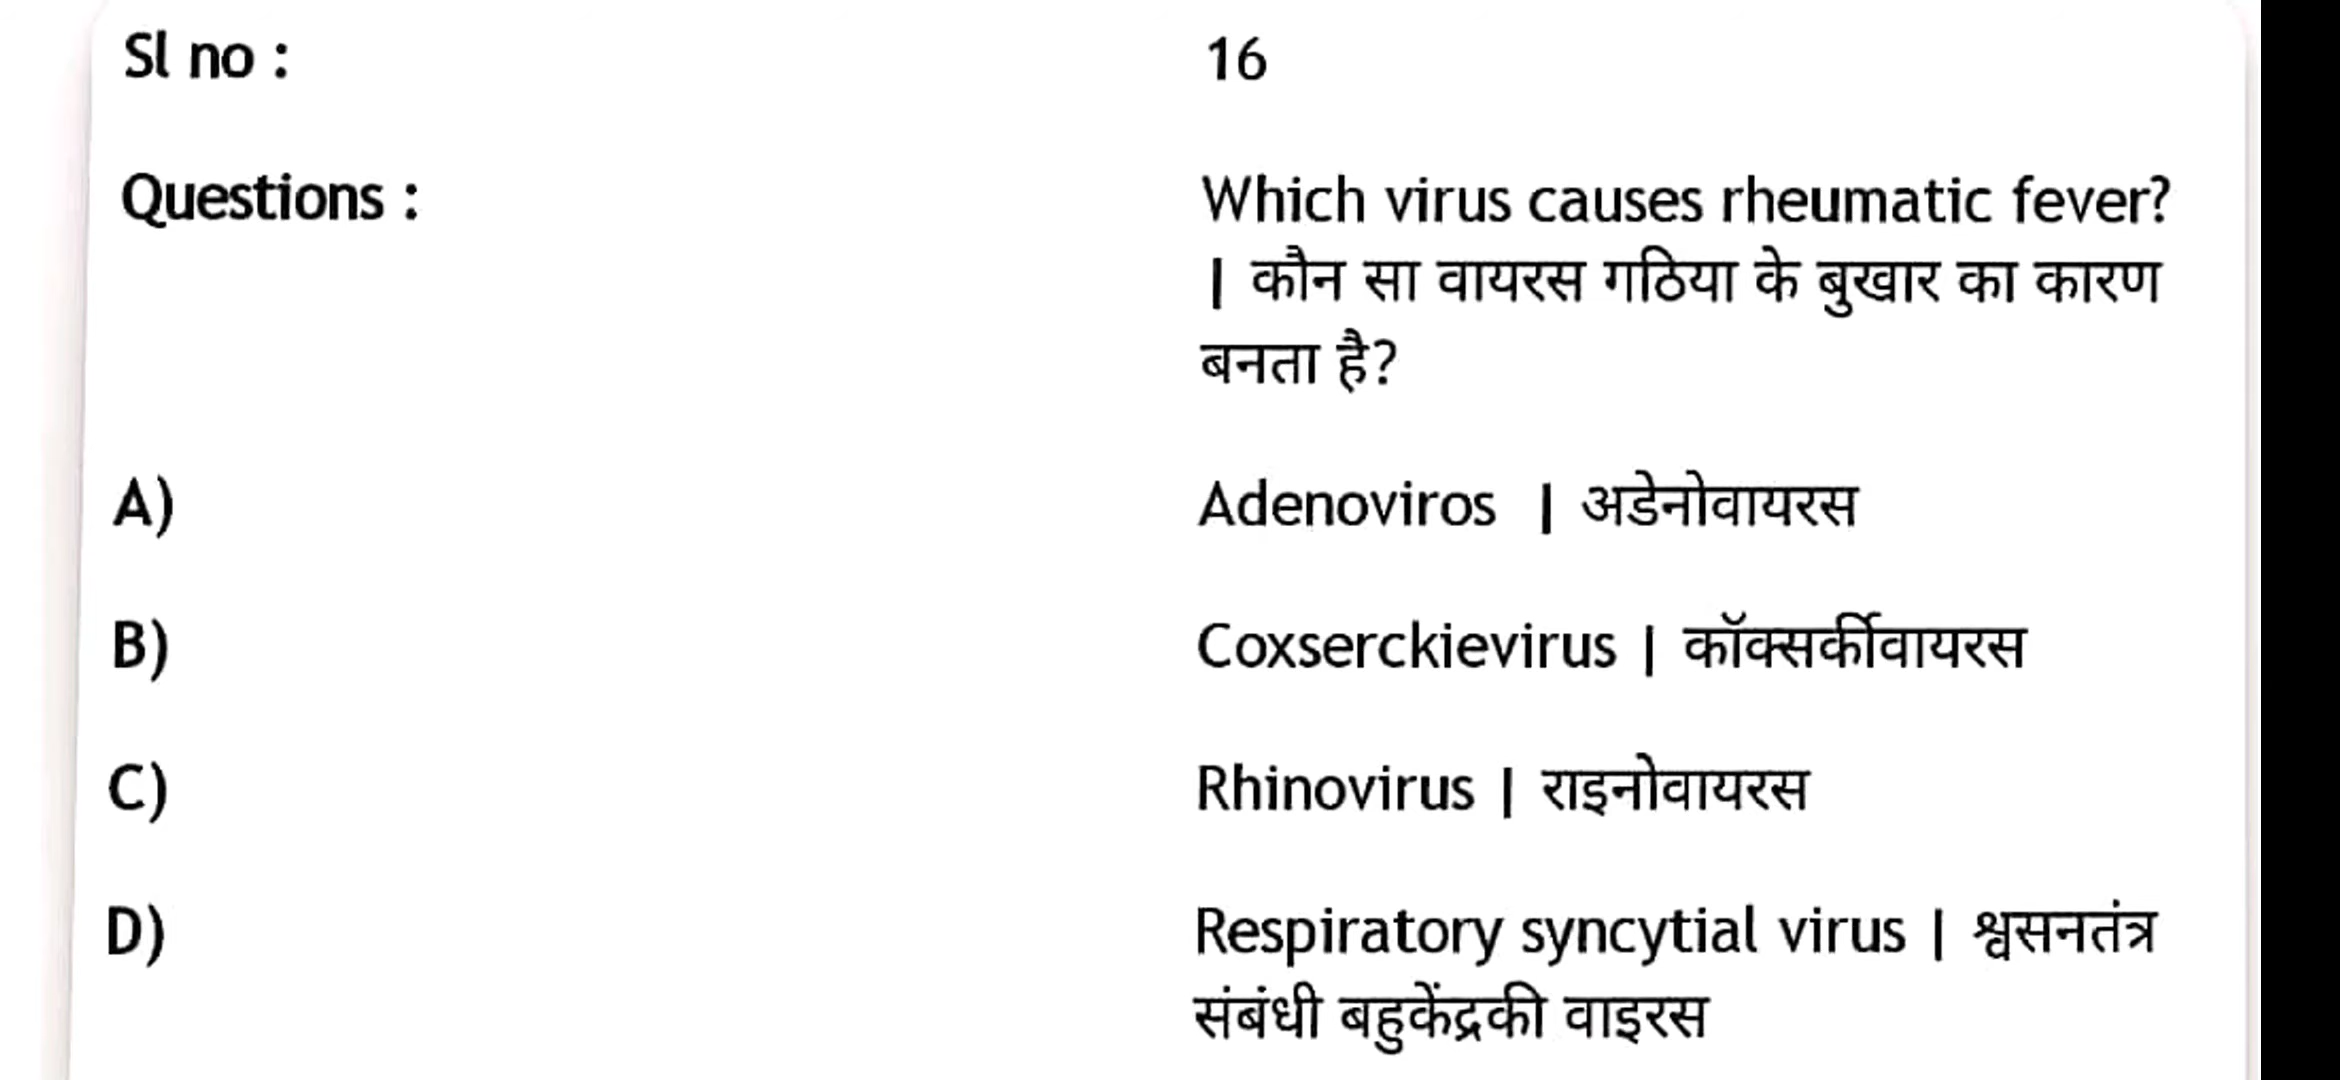 Sl no :
16
Questions :
Which virus causes rheumatic fever?
| कौन सा वायरस गठिया के बुखार का कारण
बनता है?
A)
Adenoviros | अडेनोवायरस
B)
Coxserckievirus | कॉक्सर्कीवायरस
C)
Rhinovirus | राइनोवायरस
D)
Respiratory syncytial virus | श्वसनतंत्र
संबंधी बहुकेंद्रकी वाइरस